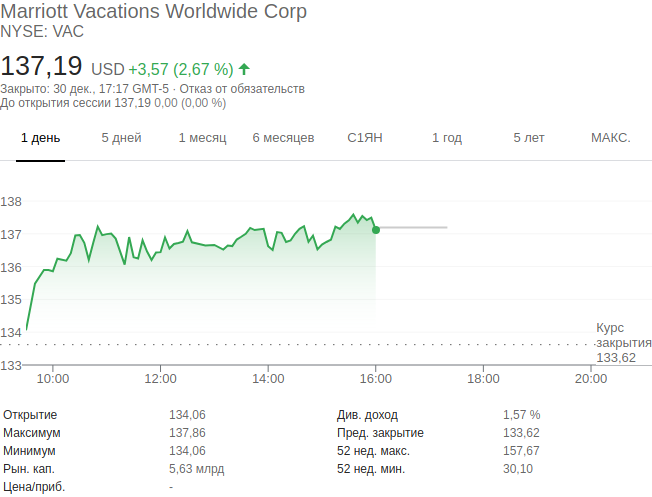 Marriott Vacations Worldwide Corp
NYSE: VAC
137,19 USD +3,57 (2,67 %)
Закрыто: 30 дек., 17:17 GMT-5 · Отказ от обязательств
До открытия сессии 137,19 0,00 (0,00 %)
1 день 5 дней 1 месяц 6 месяцев С1ЯН 1 год 5 лет МАКС.
138
137
136
135
134
133
Курс
закрытия
133,62
10:00 12:00 14:00 16:00 18:00 20:00
Открытие 134,06 Див. доход 1,57 %
Максимум 137,86 Пред. закрытие 133,62
Минимум 134,06 52 нед. макс. 157,67
Рын. кап. 5,63 млрд 52 нед. мин. 30,10
Цена/приб. -